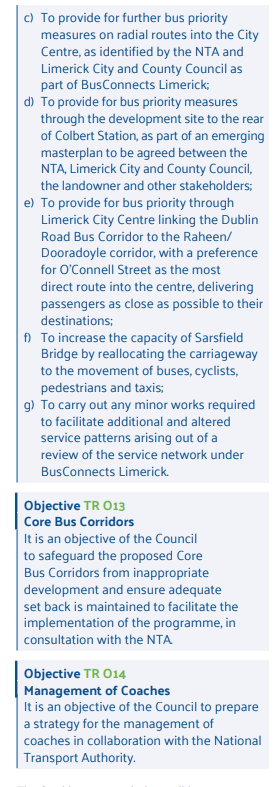 c) To provide for further bus priority
measures on radial routes into the City
Centre, as identified by the NTA and
Limerick City and County Council as
part of BusConnects Limerick;
d) To provide for bus priority measures
through the development site to the rear
of Colbert Station, as part of an emerging
masterplan to be agreed between the
NTA, Limerick City and County Council,
the landowner and other stakeholders;
e) To provide for bus priority through
Limerick City Centre linking the Dublin
Road Bus Corridor to the Raheen/
Dooradoyle corridor, with a preference
for O'Connell Street as the most
direct route into the centre, delivering
passengers as close as possible to their
destinations;
f) To increase the capacity of Sarsfield
Bridge by reallocating the carriageway
to the movement of buses, cyclists,
pedestrians and taxis;
g) To carry out any minor works required
to facilitate additional and altered
service patterns arising out of a
review of the service network under
BusConnects Limerick.
Objective TR O13
Core Bus Corridors
It is an objective of the Council
to safeguard the proposed Core
Bus Corridors from inappropriate
development and ensure adequate
set back is maintained to facilitate the
implementation of the programme, in
consultation with the NTA.
Objective TR O14
Management of Coaches
It is an objective of the Council to prepare
a strategy for the management of
coaches in collaboration with the National
Transport Authority.